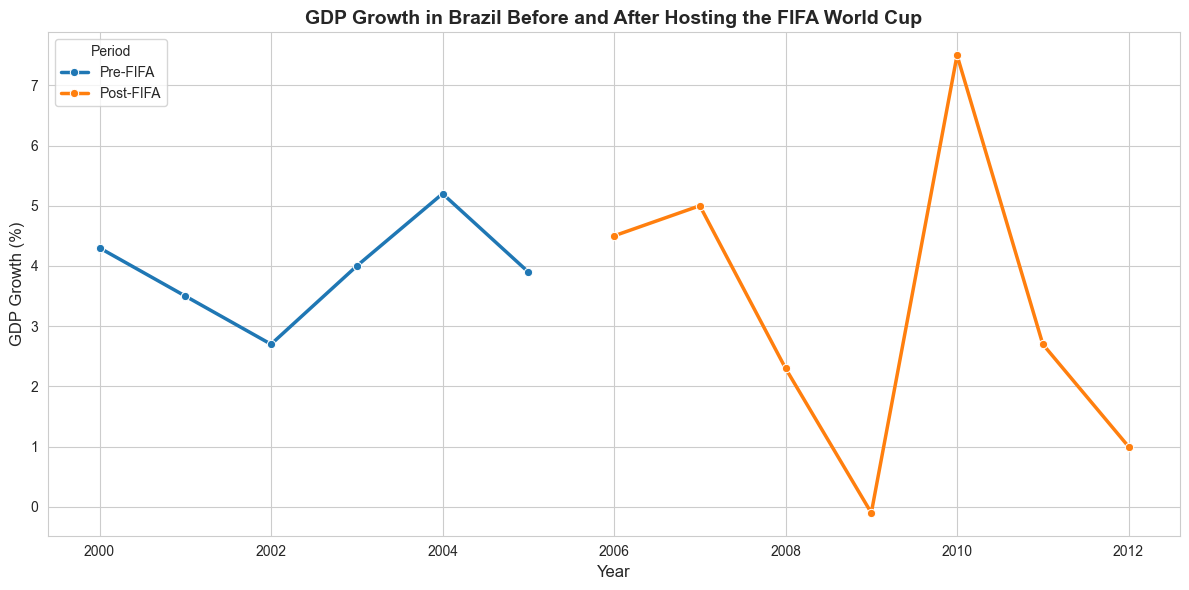 GDP Growth in Brazil Before and After Hosting the FIFA World Cup
Period
Pre-FIFA
Post-FIFA
GDP Growth (%)
7
6
5
4
3
2
1
0
2000 2002 2004 2006 2008 2010 2012
Year